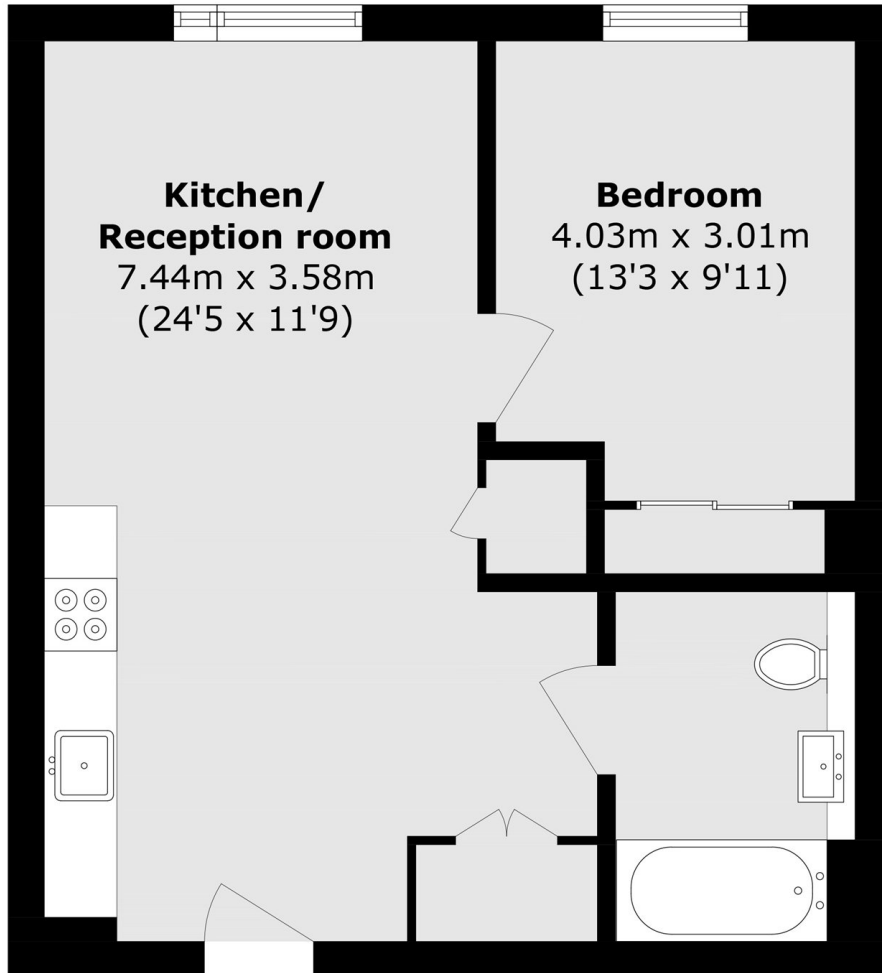 Kitchen/
Reception room
7.44m x 3.58m
(24'5 x 11'9)
Bedroom
4.03m x 3.01m
(13'3 x 9'11)